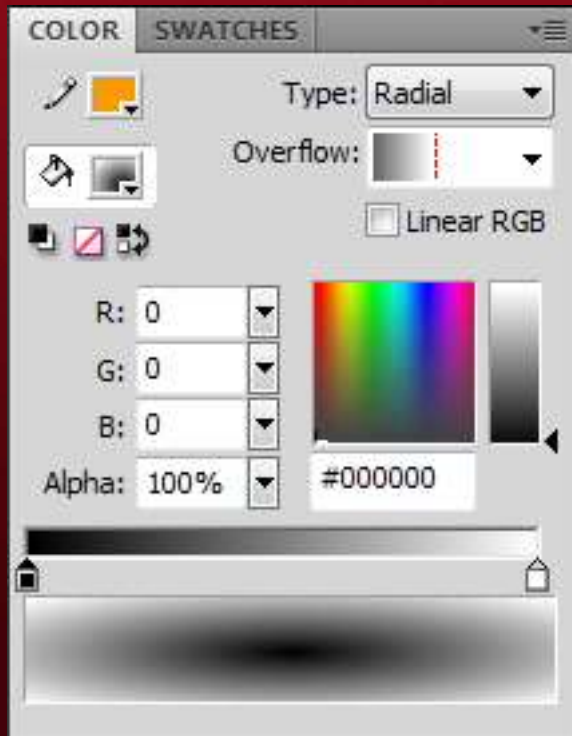 COLOR SWATCHES
Type: Radial
Overflow:
Linear RGB
R: 0
G: 0
B: 0
Alpha: 100% #000000